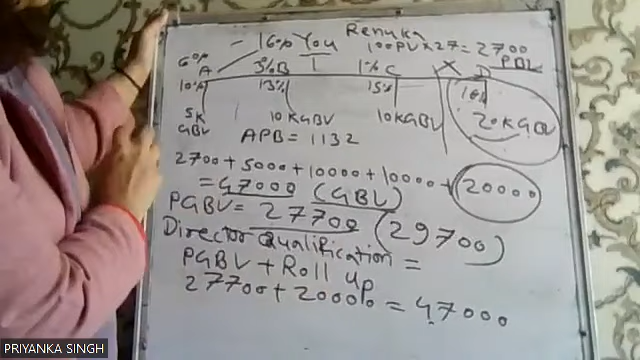 Renuka
- 16% You 100PV X 27 = 2700
6% A 3% B I 1% C X D PBV
10% 13% 15% 16%
5K GBV 10KGBV 10KGBV 20KGBV
APB = 1132
2700 + 5000 + 10000 + 10000 + 20000
= 47000 (GBV)
PGBV = 27700 (29700)
Director Qualification =
PGBV + Roll up
27700 + 20000 = 47000
PRIYANKA SINGH